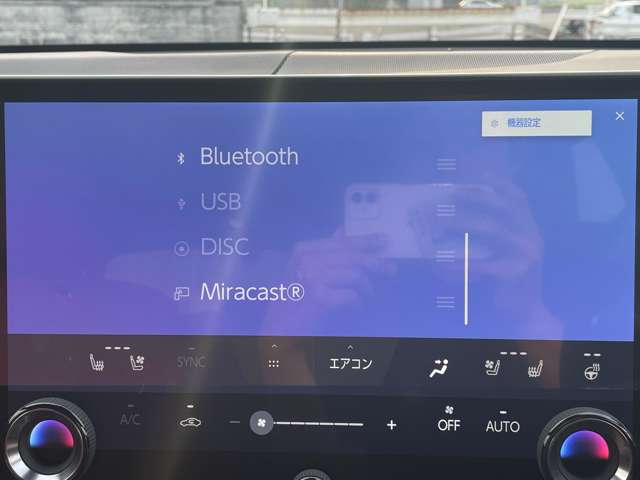 機器設定
Bluetooth
USB
DISC
Miracast®
SYNC
エアコン
A/C
OFF
AUTO